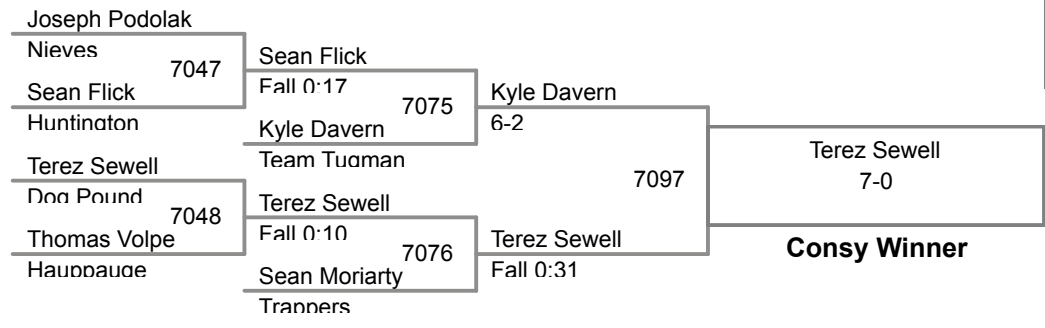 Joseph Podolak
Nieves
7047
Sean Flick
Huntington
Terez Sewell
Dog Pound
7048
Thomas Volpe
Hauppauge
Sean Flick
Fall 0:17
7075
Kyle Davern
Team Tugman
Terez Sewell
Fall 0:10
7076
Sean Moriarty
Trappers
Kyle Davern
6-2
7097
Terez Sewell
Fall 0:31
Terez Sewell
7-0
Consy Winner